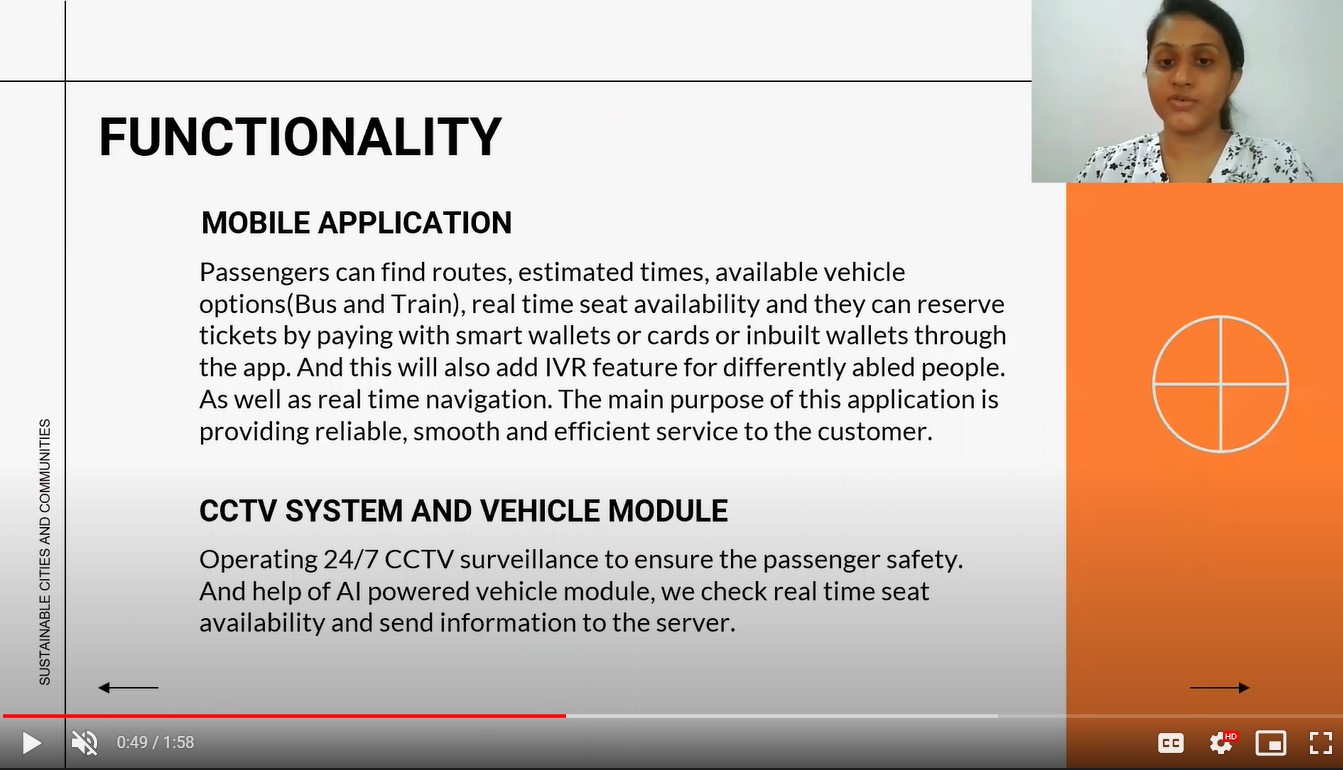 FUNCTIONALITY
MOBILE APPLICATION
Passengers can find routes, estimated times, available vehicle
options(Bus and Train), real time seat availability and they can reserve
tickets by paying with smart wallets or cards or inbuilt wallets through
the app. And this will also add IVR feature for differently abled people.
As well as real time navigation. The main purpose of this application is
providing reliable, smooth and efficient service to the customer.
CCTV SYSTEM AND VEHICLE MODULE
Operating 24/7 CCTV surveillance to ensure the passenger safety.
And help of AI powered vehicle module, we check real time seat
availability and send information to the server.
SUSTAINABLE CITIES AND COMMUNITIES
0:49 / 1:58
CC
HD